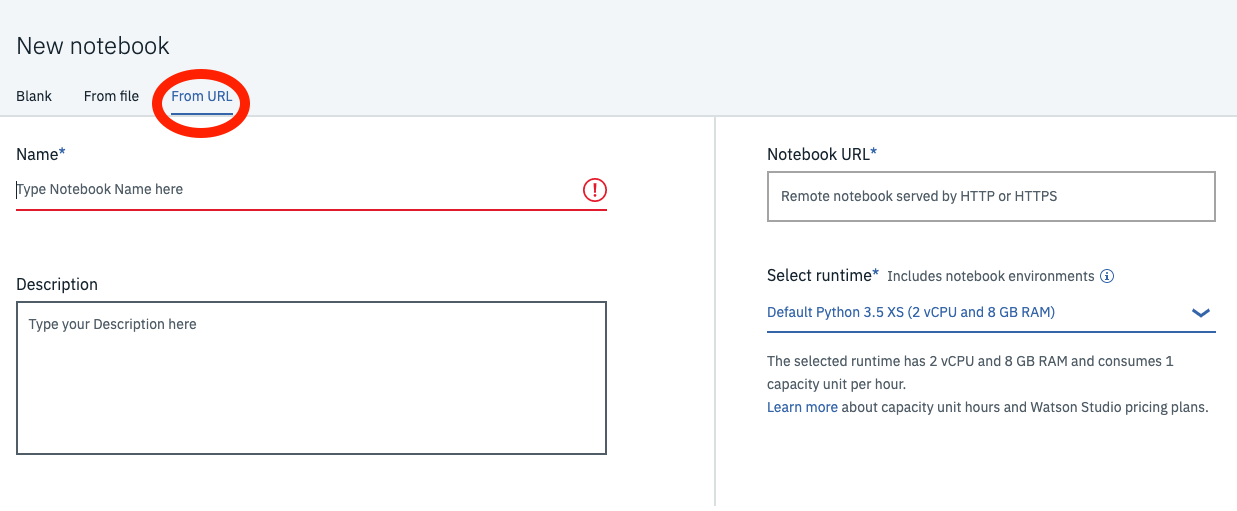 New notebook
Blank From file From URL
Name*
Type Notebook Name here
Description
Type your Description here
Notebook URL*
Remote notebook served by HTTP or HTTPS
Select runtime* Includes notebook environments
Default Python 3.5 XS (2 vCPU and 8 GB RAM)
The selected runtime has 2 vCPU and 8 GB RAM and consumes 1
capacity unit per hour.
Learn more about capacity unit hours and Watson Studio pricing plans.